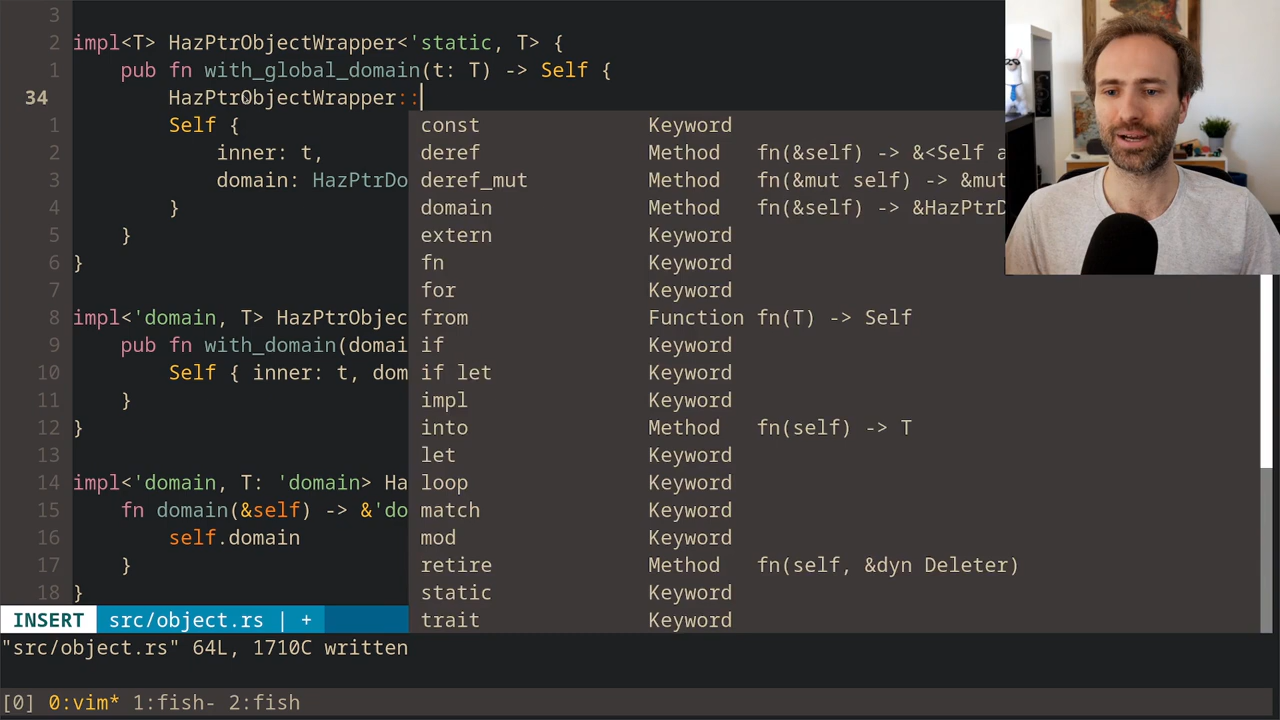 3
2 impl<T> HazPtrObjectWrapper<'static, T> {
1 pub fn with_global_domain(t: T) -> Self {
34 HazPtrObjectWrapper::
1 Self {
2 inner: t,
3 domain: HazPtrDo
4 }
5 }
6 }
7
8 impl<'domain, T> HazPtrObjec
9 pub fn with_domain(domai
10 Self { inner: t, dom
11 }
12 }
13
14 impl<'domain, T: 'domain> Ha
15 fn domain(&self) -> &'do
16 self.domain
17 }
18 }
const Keyword
deref Method fn(&self) -> &<Self a
deref_mut Method fn(&mut self) -> &mut
domain Method fn(&self) -> &HazPtrD
extern Keyword
fn Keyword
for Keyword
from Function fn(T) -> Self
if Keyword
if let Keyword
impl Keyword
into Method fn(self) -> T
let Keyword
loop Keyword
match Keyword
mod Keyword
retire Method fn(self, &dyn Deleter)
static Keyword
trait Keyword
INSERT src/object.rs | +
"src/object.rs" 64L, 1710C written
[0] 0:vim* 1:fish- 2:fish